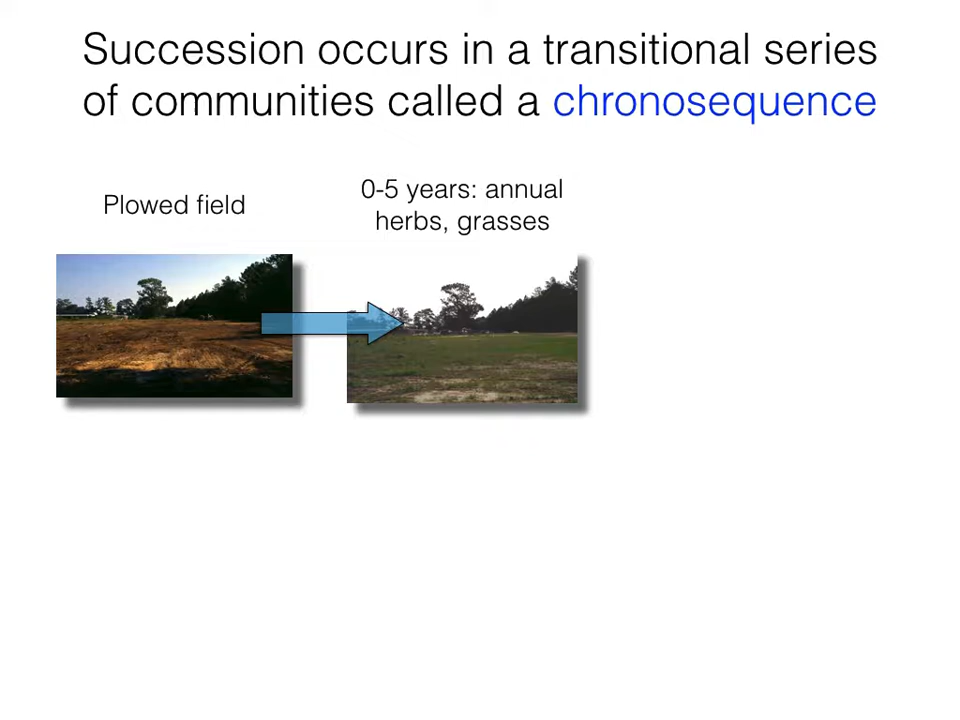 Succession occurs in a transitional series
of communities called a chronosequence
Plowed field
0-5 years: annual
herbs, grasses